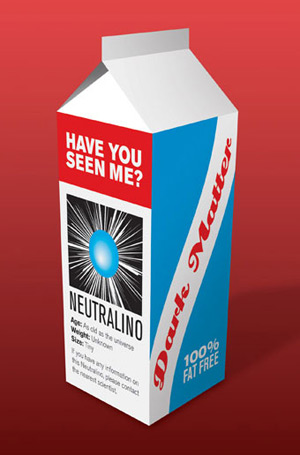 HAVE YOU
SEEN ME?
NEUTRALINO
Age: As old as the universe
Weight: Unknown
Size: Tiny
If you have any information on
this Neutralino, please contact
the nearest scientist.
Dark Matter
100%
FAT FREE